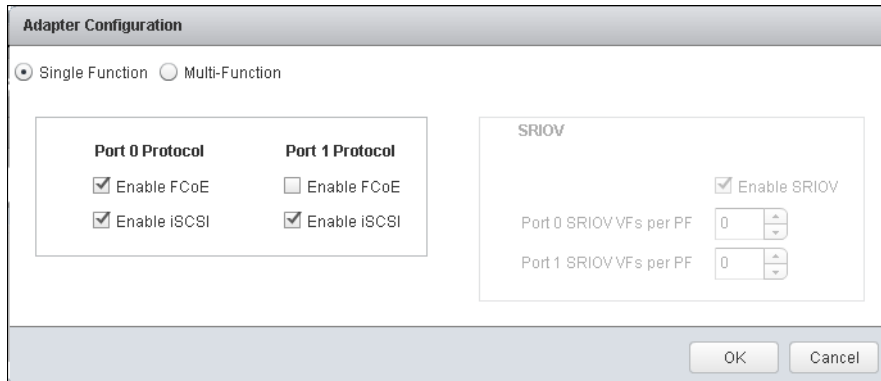 Adapter Configuration
Single Function Multi-Function
Port 0 Protocol Port 1 Protocol
Enable FCoE Enable FCoE
Enable iSCSI Enable iSCSI
SRIOV
Enable SRIOV
Port 0 SRIOV VFs per PF 0
Port 1 SRIOV VFs per PF 0
OK Cancel